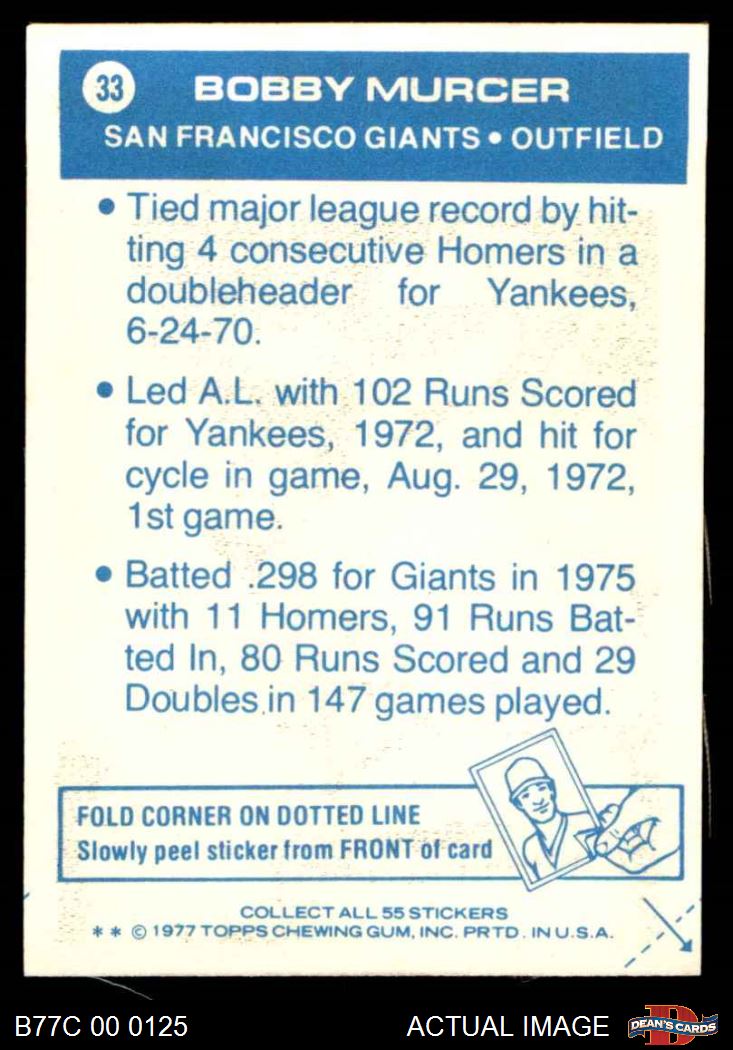 33
BOBBY MURCER
SAN FRANCISCO GIANTS • OUTFIELD
• Tied major league record by hit-
ting 4 consecutive Homers in a
doubleheader for Yankees,
6-24-70.
• Led A.L. with 102 Runs Scored
for Yankees, 1972, and hit for
cycle in game, Aug. 29, 1972,
1st game.
• Batted .298 for Giants in 1975
with 11 Homers, 91 Runs Bat-
ted In, 80 Runs Scored and 29
Doubles in 147 games played.
FOLD CORNER ON DOTTED LINE
Slowly peel sticker from FRONT of card
COLLECT ALL 55 STICKERS
* * © 1977 TOPPS CHEWING GUM, INC. PRTD. IN U.S.A.
B77C 00 0125 ACTUAL IMAGE
D
DEAN'S CARDS